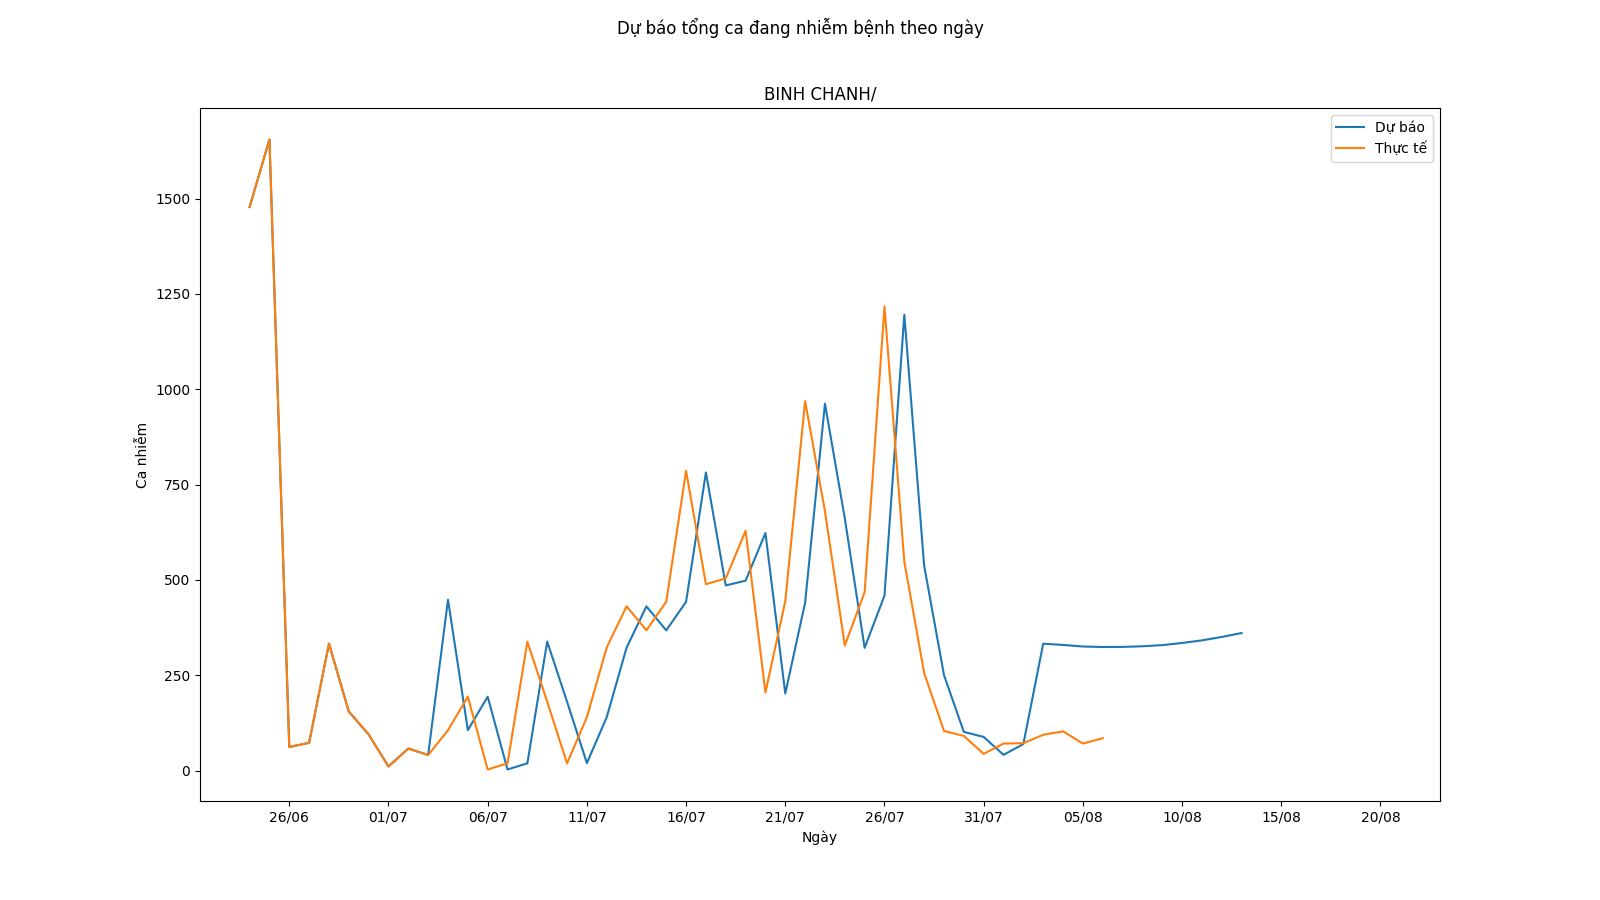 Dự báo tổng ca đang nhiễm bệnh theo ngày
BINH CHANH/
Dự báo
Thực tế
1500
1250
1000
750
500
250
0
Ca nhiễm
26/06 01/07 06/07 11/07 16/07 21/07 26/07 31/07 05/08 10/08 15/08 20/08
Ngày